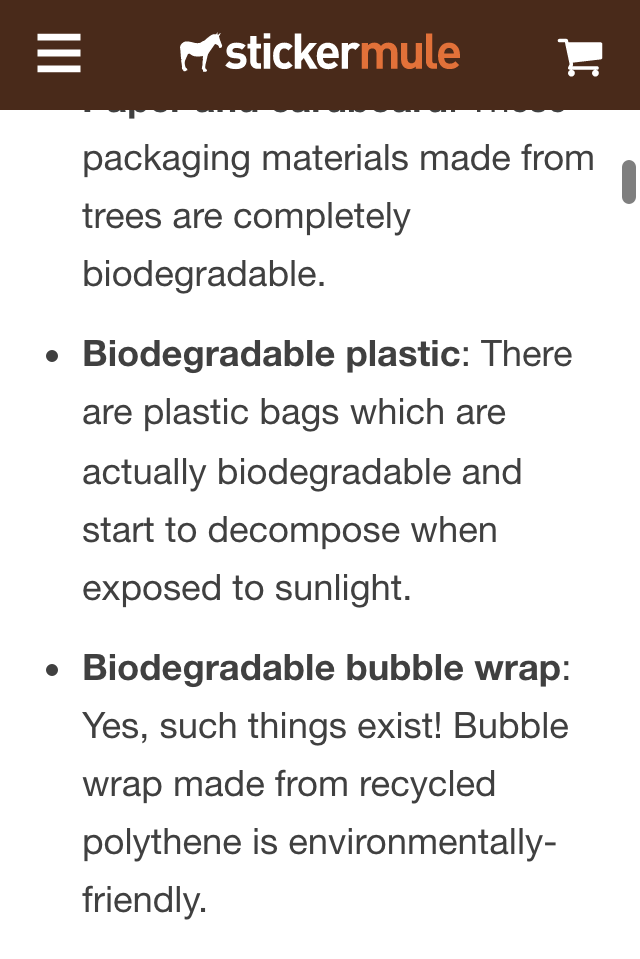 stickermule
packaging materials made from
trees are completely
biodegradable.
• Biodegradable plastic: There
are plastic bags which are
actually biodegradable and
start to decompose when
exposed to sunlight.
• Biodegradable bubble wrap:
Yes, such things exist! Bubble
wrap made from recycled
polythene is environmentally-
friendly.